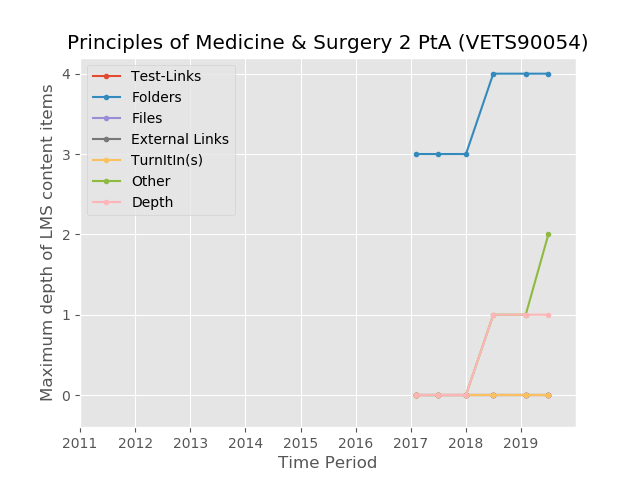 Principles of Medicine & Surgery 2 PtA (VETS90054)
Test-Links
Folders
Files
External Links
TurnItIn(s)
Other
Depth
Maximum depth of LMS content items
4
3
2
1
0
2011 2012 2013 2014 2015 2016 2017 2018 2019
Time Period